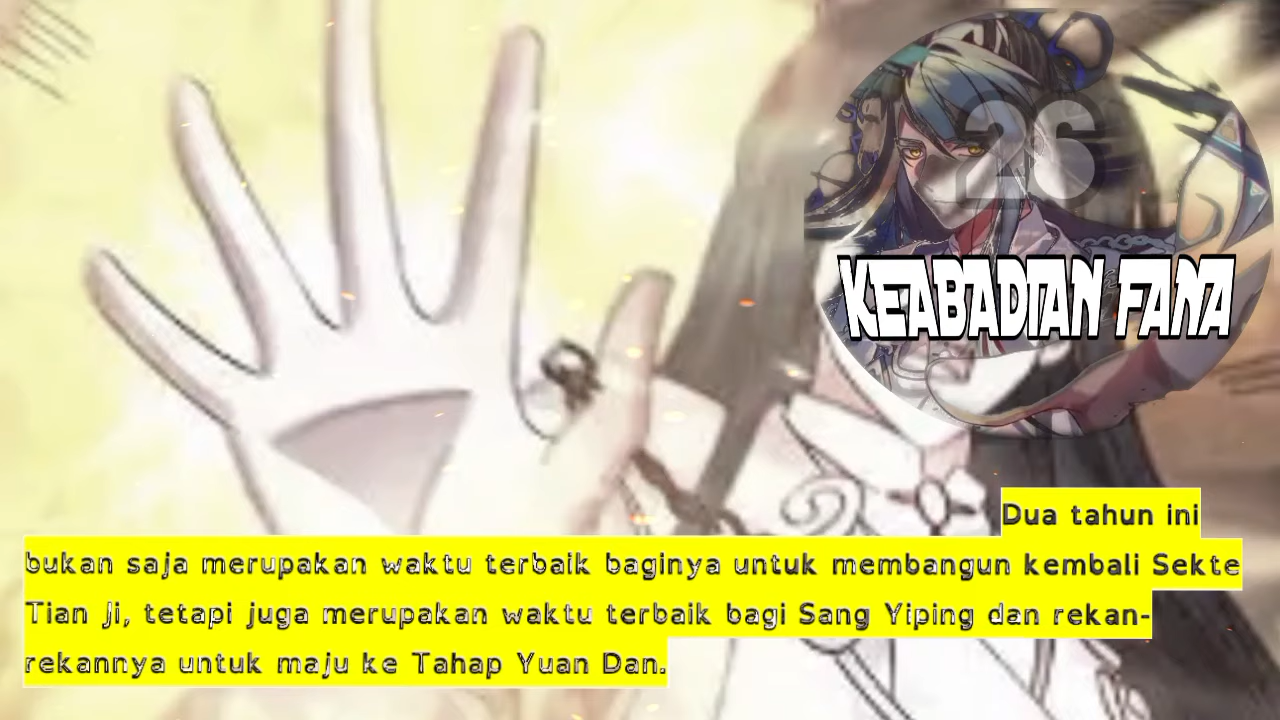 26
KEABADIAN FANA
Dua tahun ini
bukan saja merupakan waktu terbaik baginya untuk membangun kembali Sekte
Tian Ji, tetapi juga merupakan waktu terbaik bagi Sang Yiping dan rekan-
rekannya untuk maju ke Tahap Yuan Dan.